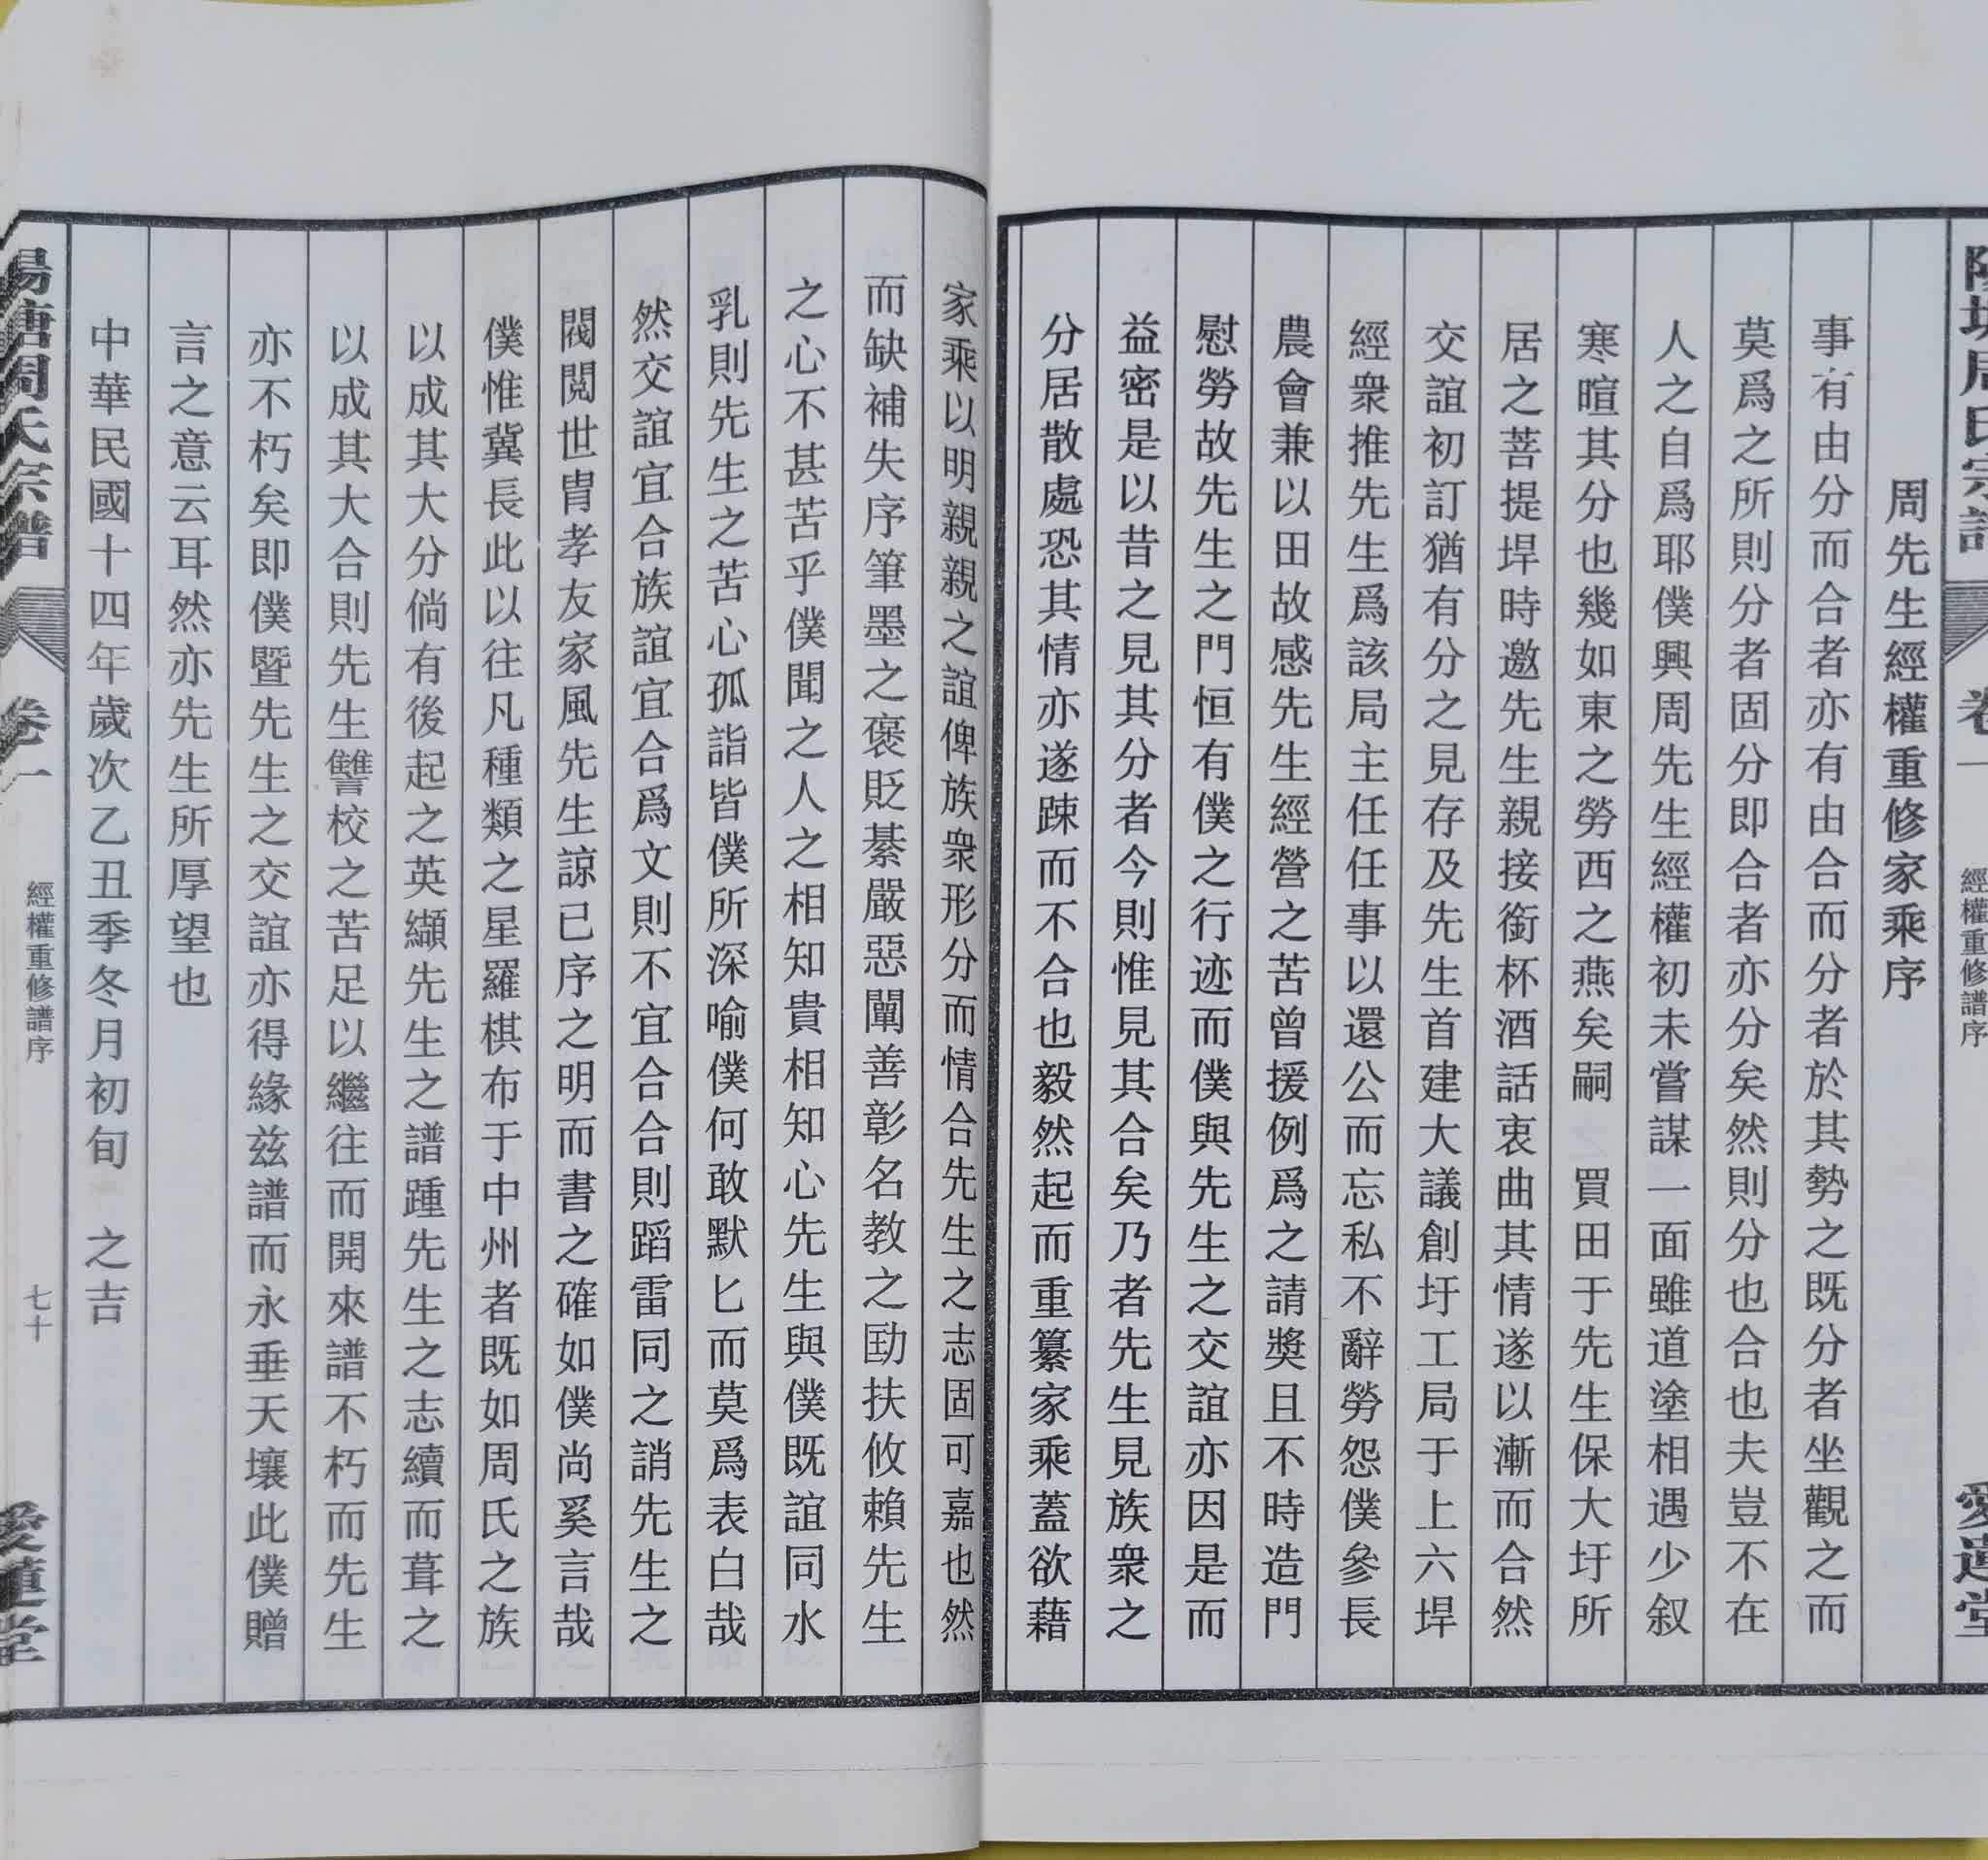 周先生經權重修家乘序
事有由分而合者亦有由合而分者於其勢之既分者坐觀之而
莫爲之所則分者固分即合者亦分矣然則分也合也夫豈不在
人之自爲耶僕興周先生經權初未嘗謀一面雖道塗相遇少叙
寒暄其分也幾如東之勞西之燕矣嗣 買田于先生保大圩所
居之菩提垾時邀先生親接銜杯酒話衷曲其情遂以漸而合然
交誼初訂猶有分之見存及先生首建大議創圩工局于上六垾
經衆推先生爲該局主任任事以還公而忘私不辭勞怨僕參長
農會兼以田故感先生經營之苦曾援例爲之請獎且不時造門
慰勞故先生之門恒有僕之行迹而僕與先生之交誼亦因是而
益密是以昔之見其分者今則惟見其合矣乃者先生見族衆之
分居散處恐其情亦遂踈而不合也毅然起而重纂家乘蓋欲藉
家乘以明親親之誼俾族衆形分而情合先生之志固可嘉也然
而缺補失序筆墨之褒貶綦嚴惡闡善彰名教之勖扶攸賴先生
之心不甚苦乎僕聞之人之相知貴相知心先生與僕既誼同水
乳則先生之苦心孤詣皆僕所深喻僕何敢默匕而莫爲表白哉
然交誼宜合族誼宜合爲文則不宜合合則蹈雷同之誚先生之
閥閲世胄孝友家風先生諒已序之明而書之確如僕尚奚言哉
僕惟冀長此以往凡種類之星羅棋布于中州者既如周氏之族
以成其大分倘有後起之英纈先生之譜踵先生之志續而葺之
以成其大合則先生讐校之苦足以繼往而開來譜不朽而先生
亦不朽矣即僕暨先生之交誼亦得緣兹譜而永垂天壤此僕贈
言之意云耳然亦先生所厚望也
中華民國十四年歲次乙丑季冬月初旬 之吉
周氏宗譜
卷一
經權重修譜序
七十